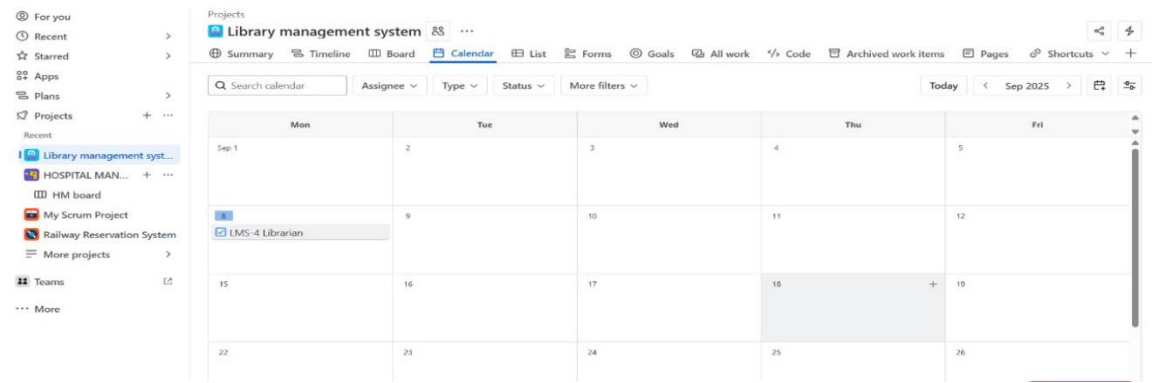 For you
Recent
Starred
Apps
Plans
Projects
Recent
Library management syst...
HOSPITAL MAN...
HM board
My Scrum Project
Railway Reservation System
More projects
Teams
More
Projects
Library management system
Summary Timeline Board Calendar List Forms Goals All work Code Archived work items Pages Shortcuts
Search calendar Assignee Type Status More filters Today Sep 2025
Mon Tue Wed Thu Fri
Sep 1 2 3 4 5
8 9 10 11 12
LMS-4 Librarian
15 16 17 18 19
22 23 24 25 26